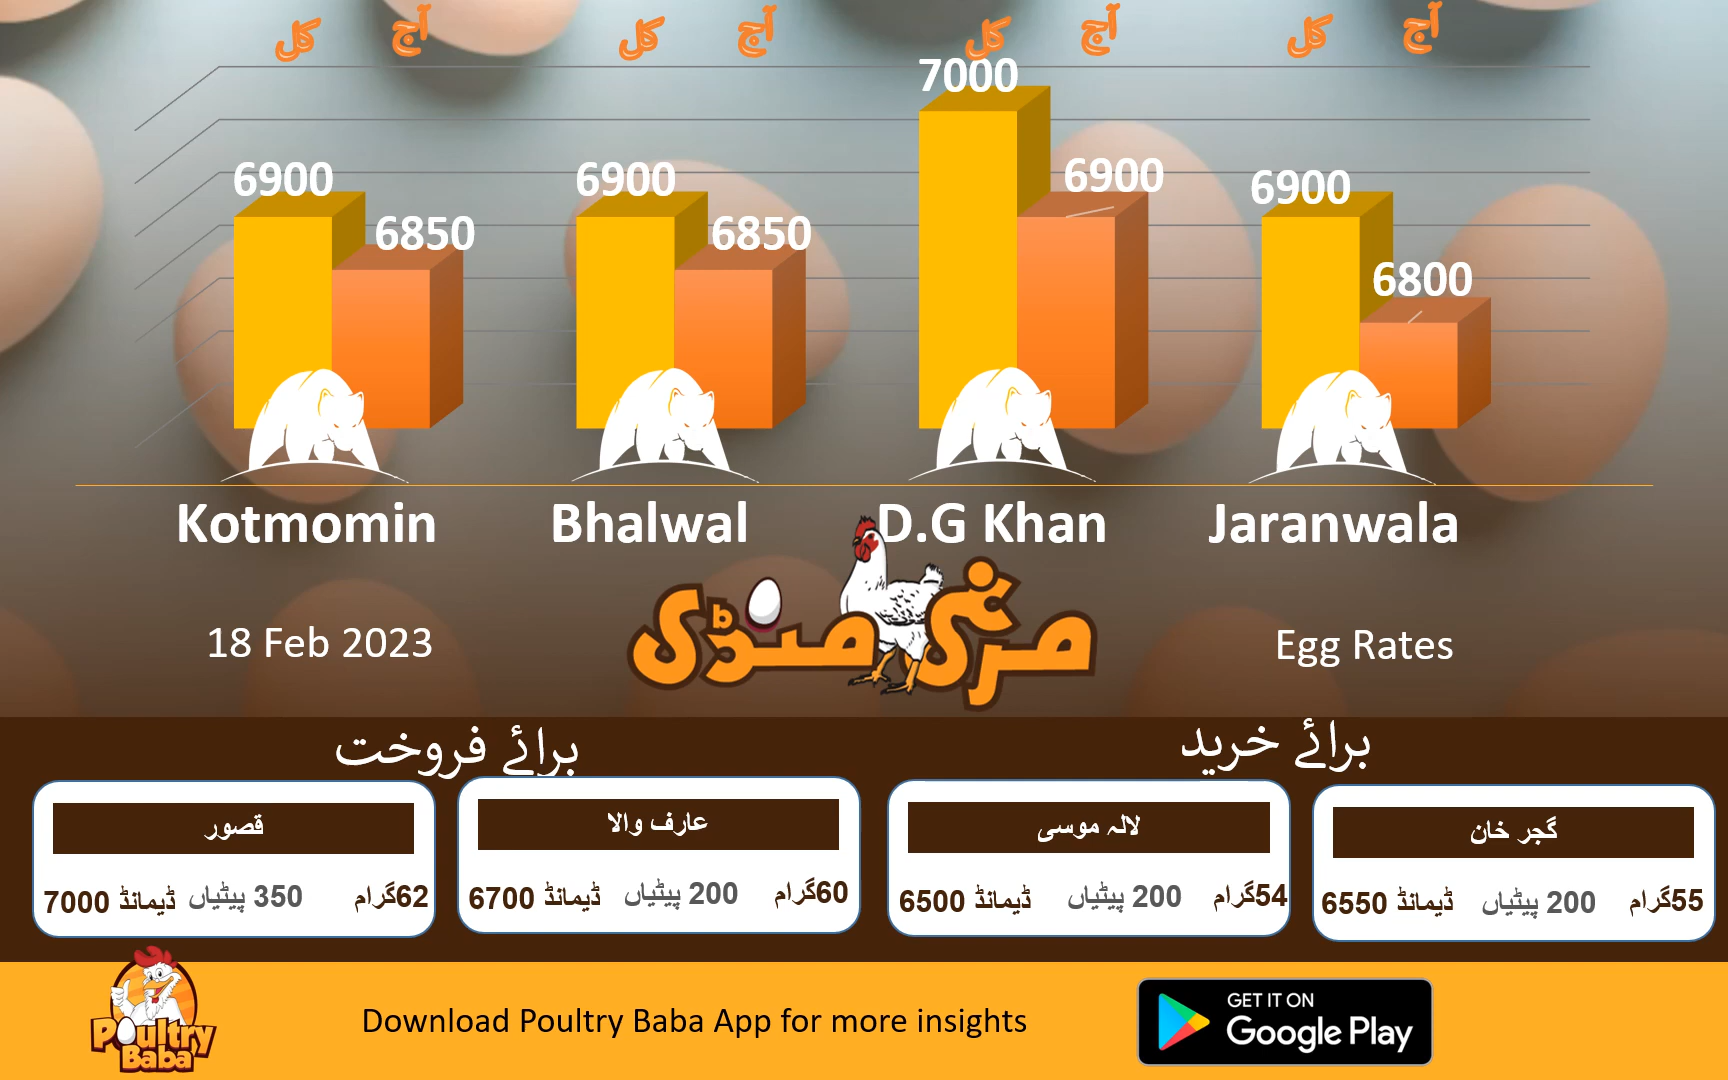 کل آج کل آج کل آج کل آج
6900 6850 6900 6850 7000 6900 6900 6800
Kotmomin Bhalwal D.G Khan Jaranwala
18 Feb 2023
مرغی منڈی
Egg Rates
برائے فروخت
برائے خرید
قصور
62گرام 350 پیٹیاں ڈیمانڈ 7000
عارف والا
60گرام 200 پیٹیاں ڈیمانڈ 6700
لالہ موسی
54گرام 200 پیٹیاں ڈیمانڈ 6500
گجر خان
55گرام 200 پیٹیاں ڈیمانڈ 6550
Poultry
Baba
Download Poultry Baba App for more insights
GET IT ON
Google Play